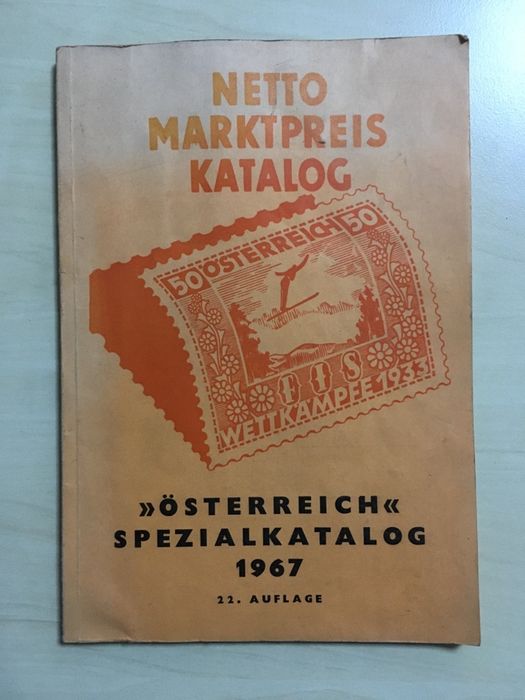 NETTO
MARKTPREIS
KATALOG
50 ÖSTERREICH 50
FIS
WETTKÄMPFE 1933
»ÖSTERREICH«
SPEZIALKATALOG
1967
22. AUFLAGE